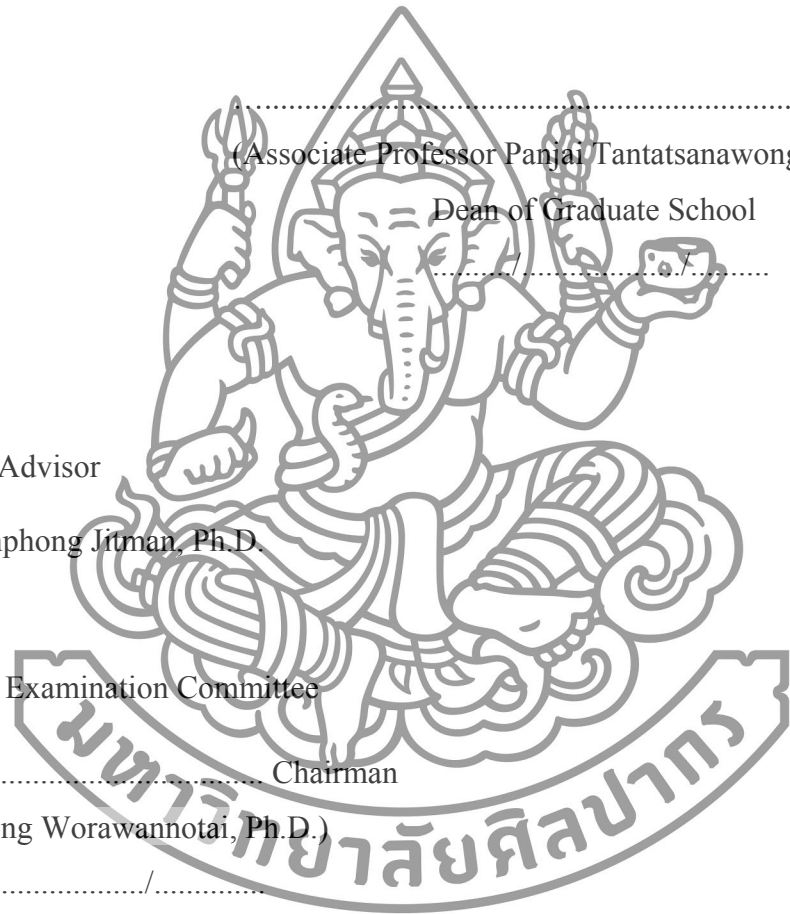 ................................................................................
(Associate Professor Panjai Tantatsanawong
Dean of Graduate School
........../..................../..........
Advisor
phong Jitman, Ph.D.
Examination Committee
................................ Chairman
ng Worawannotai, Ph.D.)
................../..............
มหาวิทยาลัยศิลปากร